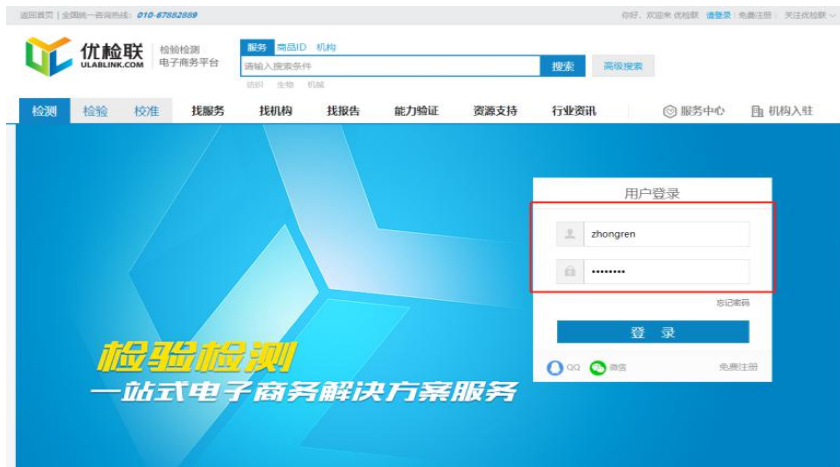 返回首页 | 全国统一咨询热线：010-67882889
你好，欢迎来 优检联 请登录 免费注册 关注优检联
优检联
ULABLINK.COM
检验检测
电子商务平台
服务 商品ID 机构
请输入搜索条件
搜索
高级搜索
纺织 生物 机械
检测 检验 校准 找服务 找机构 找报告 能力验证 资源支持 行业资讯 服务中心 机构入驻
用户登录
zhongren
••••••••
忘记密码
登 录
QQ 微信 免费注册
检验检测
一站式电子商务解决方案服务